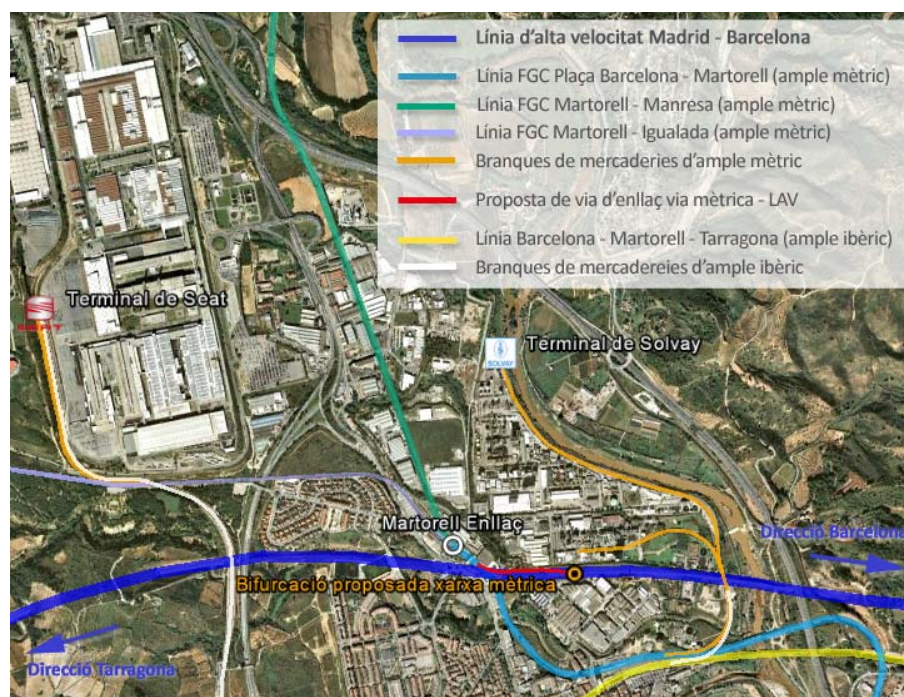 Línia d'alta velocitat Madrid - Barcelona
Línia FGC Plaça Barcelona - Martorell (ample mètric)
Línia FGC Martorell - Manresa (ample mètric)
Línia FGC Martorell - Igualada (ample mètric)
Branques de mercaderies d'ample mètric
Proposta de via d'enllaç via mètrica - LAV
Línia Barcelona - Martorell - Tarragona (ample ibèric)
Branques de mercadereies d'ample ibèric
Terminal de Seat
SEAT
Terminal de Solvay
SOLVAY
Martorell Enllaç
Direcció Barcelona
Bifurcació proposada xarxa mètrica
Direcció Tarragona